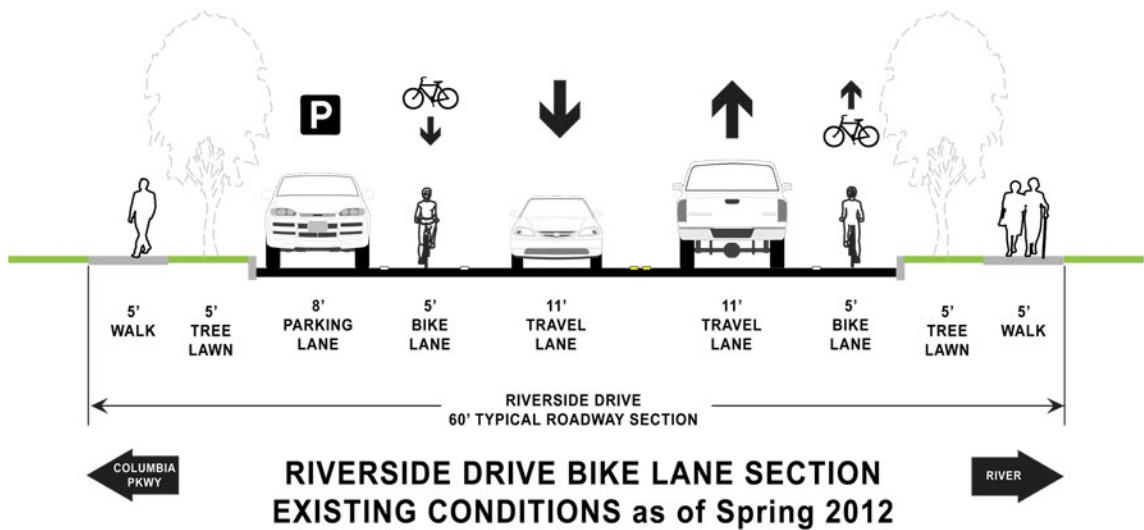 P
5'
WALK
5'
TREE
LAWN
8'
PARKING
LANE
5'
BIKE
LANE
11'
TRAVEL
LANE
11'
TRAVEL
LANE
5'
BIKE
LANE
5'
TREE
LAWN
5'
WALK
RIVERSIDE DRIVE
60' TYPICAL ROADWAY SECTION
COLUMBIA
PKWY
RIVER
RIVERSIDE DRIVE BIKE LANE SECTION
EXISTING CONDITIONS as of Spring 2012